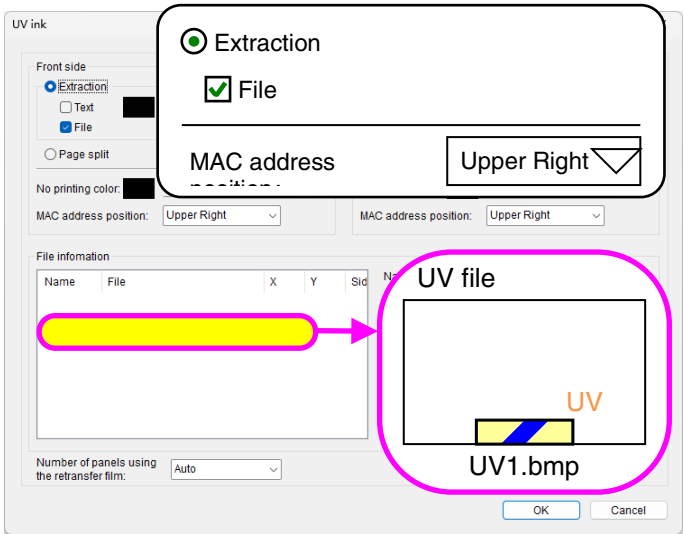 UV ink
Extraction
File
MAC address
Upper Right
Front side
Extraction
Text
File
Page split
No printing color:
MAC address position:
Upper Right
MAC address position:
Upper Right
File infomation
Name
File
X
Y
Sid
UV file
UV
UV1.bmp
Number of panels using
the retransfer film:
Auto
OK
Cancel